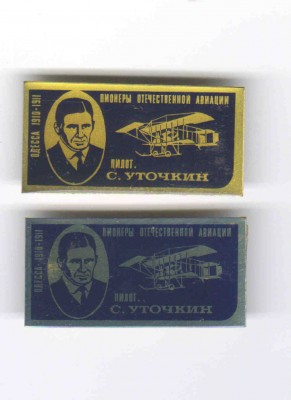 ОДЕССА 1910-1911
ПИОНЕРЫ ОТЕЧЕСТВЕННОЙ АВИАЦИИ
ПИЛОТ..
С. УТОЧКИН
ОДЕССА 1910-1911
ПИОНЕРЫ ОТЕЧЕСТВЕННОЙ АВИАЦИИ
ПИЛОТ..
С. УТОЧКИН